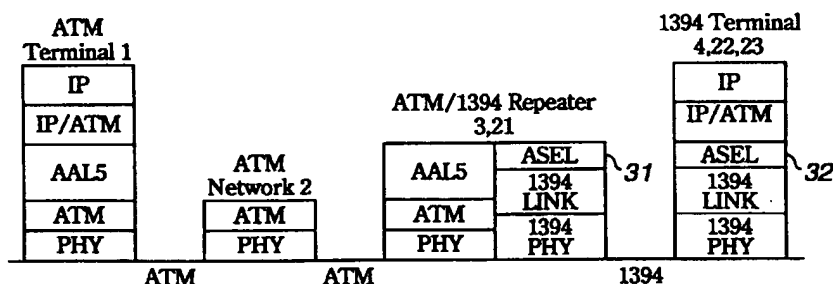 ATM
Terminal 1
IP
IP/ATM
AAL5
ATM
PHY
ATM
ATM
Network 2
ATM
PHY
ATM
ATM/1394 Repeater
3,21
AAL5
ATM
PHY
ASEL
1394
LINK
1394
PHY
31
1394
1394 Terminal
4,22,23
IP
IP/ATM
ASEL
1394
LINK
1394
PHY
32